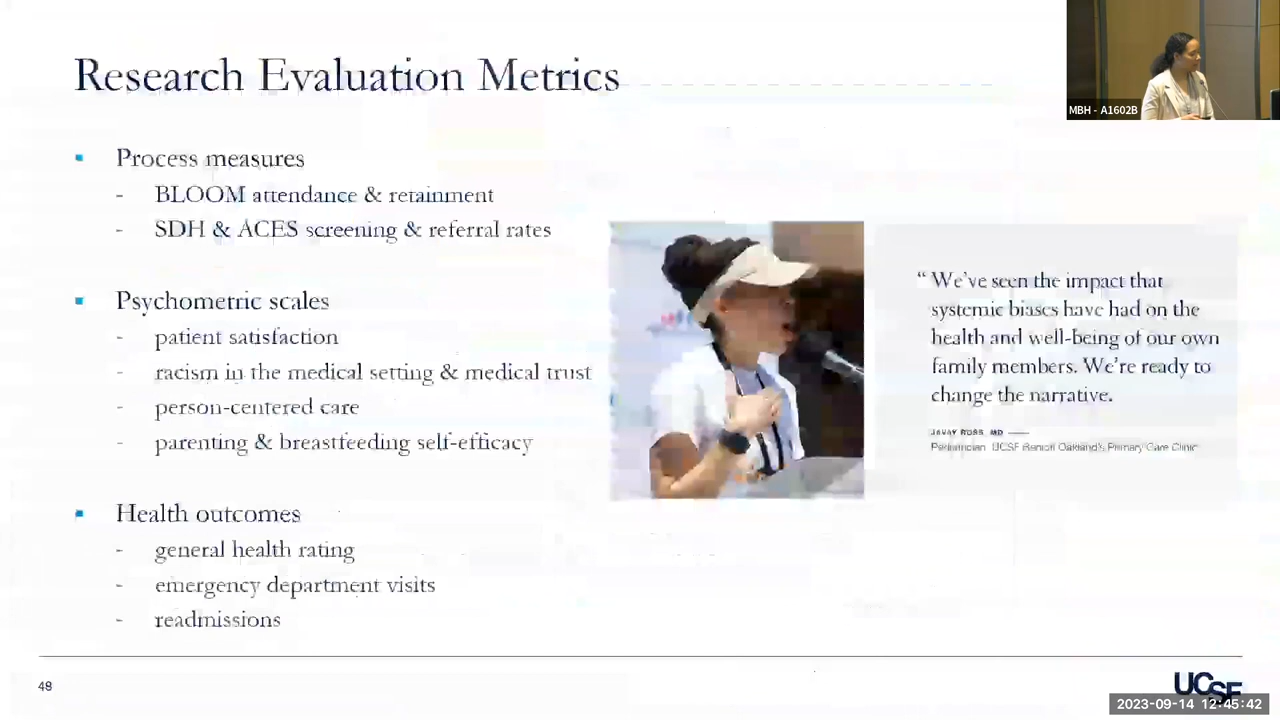 Research Evaluation Metrics
MBH - A1602B
▪ Process measures
- BLOOM attendance & retainment
- SDH & ACES screening & referral rates
▪ Psychometric scales
- patient satisfaction
- racism in the medical setting & medical trust
- person-centered care
- parenting & breastfeeding self-efficacy
▪ Health outcomes
- general health rating
- emergency department visits
- readmissions
“ We’ve seen the impact that
systemic biases have had on the
health and well-being of our own
family members. We’re ready to
change the narrative.
MD
Pediatrician, UCSF Benioff Oakland's Primary Care Clinic
48
UCSF
2023-09-14 12:45:42